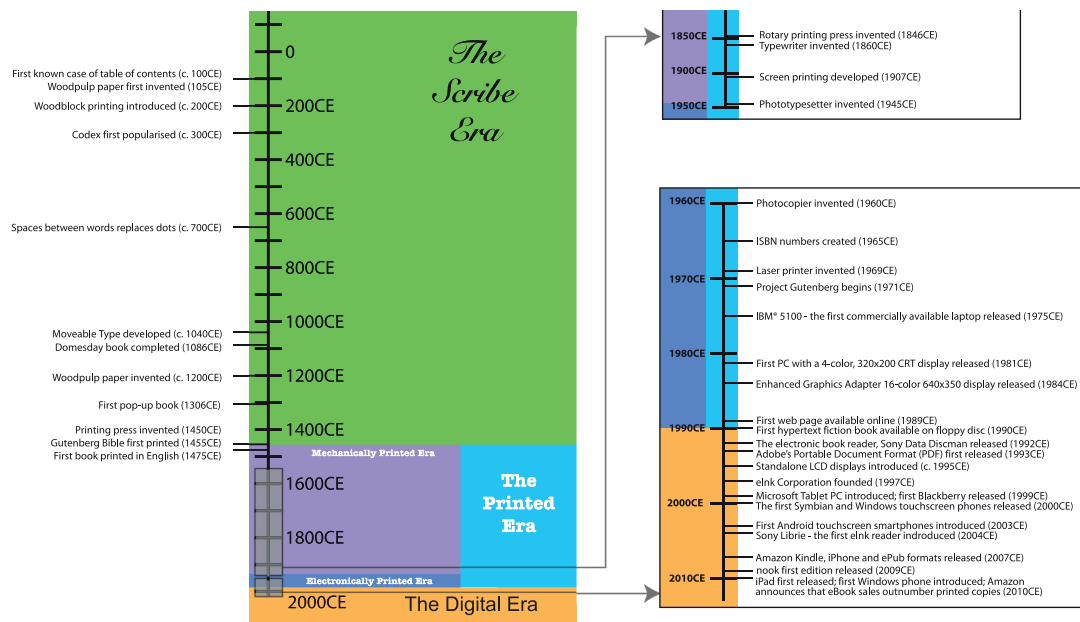 The
Scribe
Era
0
First known case of table of contents (c. 100CE)
Woodpulp paper first invented (105CE)
Woodblock printing introduced (c. 200CE)
200CE
Codex first popularised (c. 300CE)
400CE
600CE
Spaces between words replaces dots (c. 700CE)
800CE
1000CE
Moveable Type developed (c. 1040CE)
Domesday book completed (1086CE)
Woodpulp paper invented (c. 1200CE)
1200CE
First pop-up book (1306CE)
Printing press invented (1450CE)
1400CE
Gutenberg Bible first printed (1455CE)
First book printed in English (1475CE)
Mechanically Printed Era
The
Printed
Era
1600CE
1800CE
Electronically Printed Era
2000CE
The Digital Era
1850CE
Rotary printing press invented (1846CE)
Typewriter invented (1860CE)
1900CE
Screen printing developed (1907CE)
1950CE
Phototypesetter invented (1945CE)
1960CE
Photocopier invented (1960CE)
ISBN numbers created (1965CE)
Laser printer invented (1969CE)
1970CE
Project Gutenberg begins (1971CE)
IBM® 5100 - the first commercially available laptop released (1975CE)
1980CE
First PC with a 4-color, 320x200 CRT display released (1981CE)
Enhanced Graphics Adapter 16-color 640x350 display released (1984CE)
First web page available online (1989CE)
1990CE
First hypertext fiction book available on floppy disc (1990CE)
The electronic book reader, Sony Data Discman released (1992CE)
Adobe's Portable Document Format (PDF) first released (1993CE)
Standalone LCD displays introduced (c. 1995CE)
eInk Corporation founded (1997CE)
Microsoft Tablet PC introduced; first Blackberry released (1999CE)
2000CE
The first Symbian and Windows touchscreen phones released (2000CE)
First Android touchscreen smartphones introduced (2003CE)
Sony Librie - the first eInk reader indroduced (2004CE)
Amazon Kindle, iPhone and ePub formats released (2007CE)
nook first edition released (2009CE)
2010CE
iPad first released; first Windows phone introduced; Amazon
announces that eBook sales outnumber printed copies (2010CE)